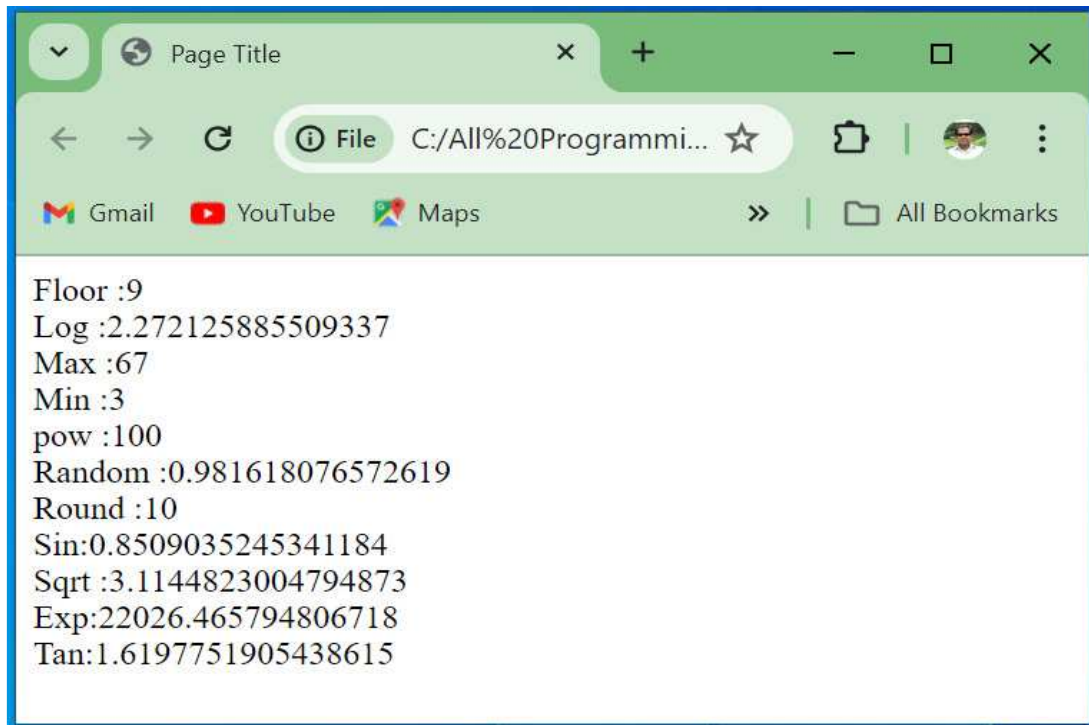 Page Title
File C:/All%20Programmi...
Gmail YouTube Maps » All Bookmarks
Floor :9
Log :2.272125885509337
Max :67
Min :3
pow :100
Random :0.981618076572619
Round :10
Sin:0.8509035245341184
Sqrt :3.1144823004794873
Exp:22026.465794806718
Tan:1.6197751905438615